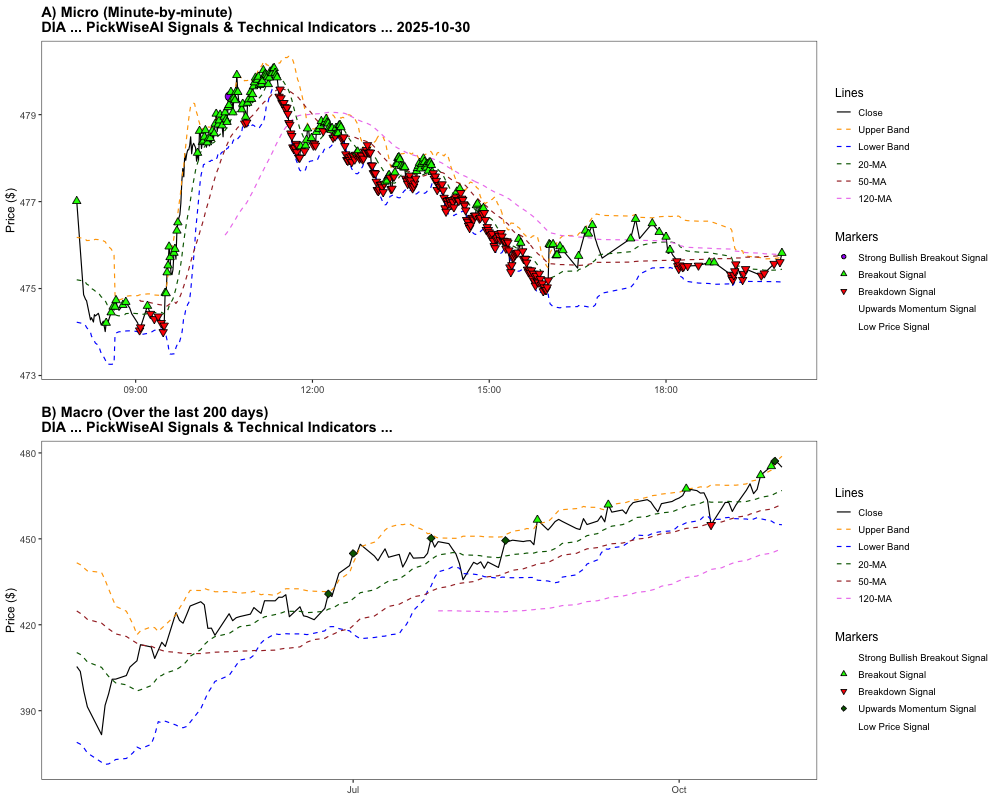 A) Micro (Minute-by-minute)
DIA ... PickWiseAI Signals & Technical Indicators ... 2025-10-30
Price ($)
479
477
475
473
09:00
12:00
15:00
18:00
Lines
Close
Upper Band
Lower Band
20-MA
50-MA
120-MA
Markers
Strong Bullish Breakout Signal
Breakout Signal
Breakdown Signal
Upwards Momentum Signal
Low Price Signal
B) Macro (Over the last 200 days)
DIA ... PickWiseAI Signals & Technical Indicators ...
Price ($)
480
450
420
390
Jul
Oct
Lines
Close
Upper Band
Lower Band
20-MA
50-MA
120-MA
Markers
Strong Bullish Breakout Signal
Breakout Signal
Breakdown Signal
Upwards Momentum Signal
Low Price Signal